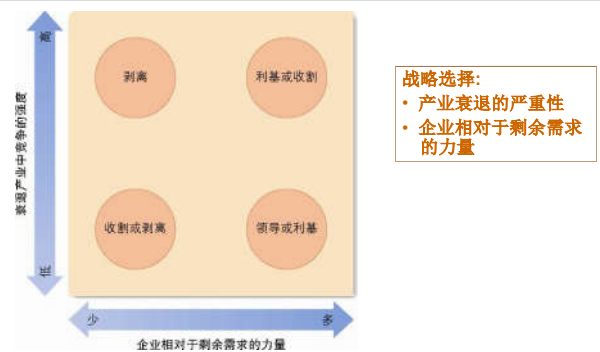 高
衰退产业中竞争的强度
低
剥离
利基或收割
收割或剥离
领导或利基
少
多
企业相对于剩余需求的力量
战略选择:
• 产业衰退的严重性
• 企业相对于剩余需求
的力量